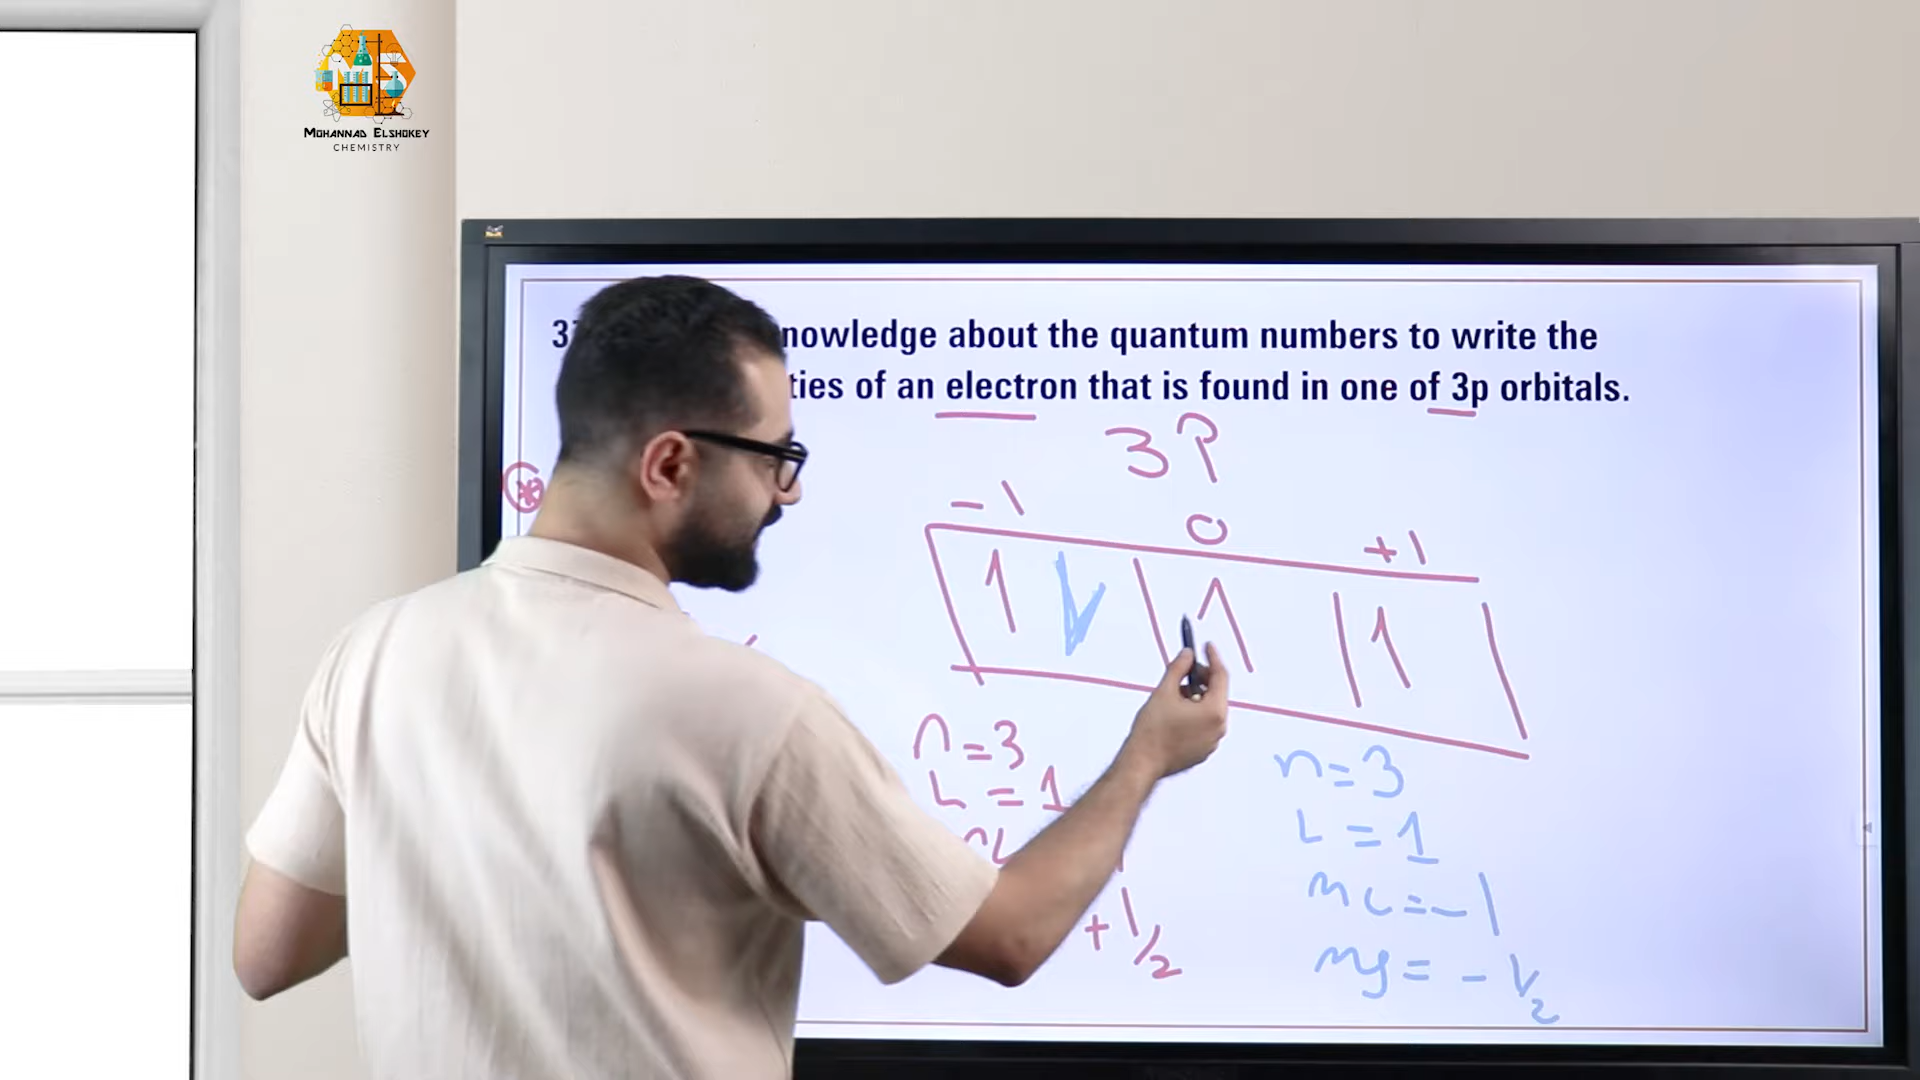 MOHANNAD ELSHOKEY
CHEMISTRY
nowledge about the quantum numbers to write the
ties of an electron that is found in one of 3p orbitals.
3P
-1 0 +1
n=3
L=1
+1/2
n=3
L=1
mL=-1
ms=-1/2